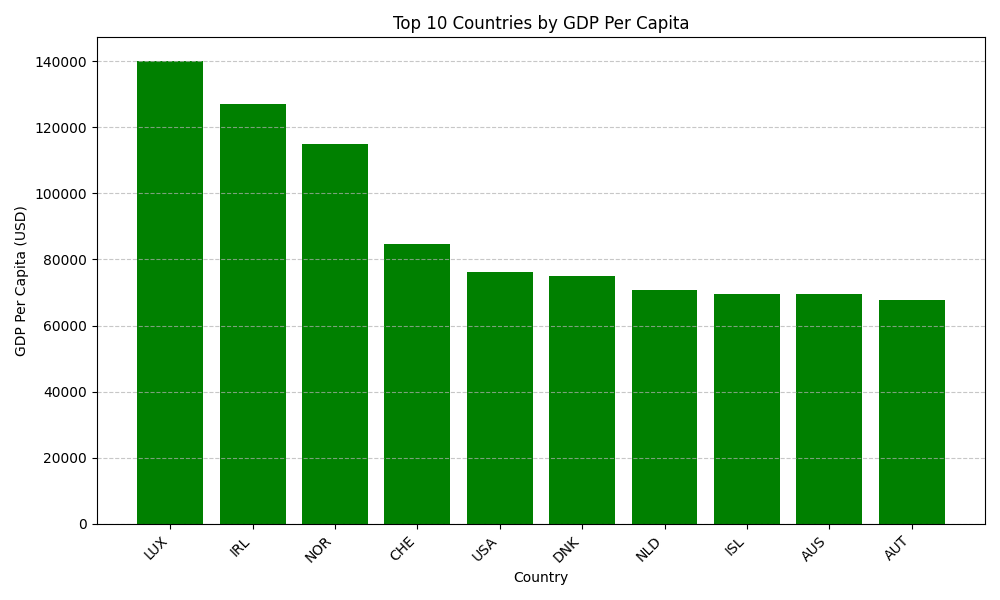 Top 10 Countries by GDP Per Capita
140000
120000
100000
80000
60000
40000
20000
0
GDP Per Capita (USD)
LUX
IRL
NOR
CHE
USA
DNK
NLD
ISL
AUS
AUT
Country